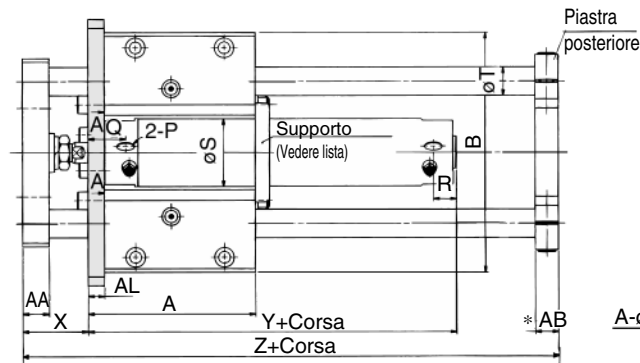 Piastra
posteriore
øT
A
Q
2-P
øS
Supporto
(Vedere lista)
B
R
A
AL
AA
A
X
Y+Corsa
* AB
Z+Corsa